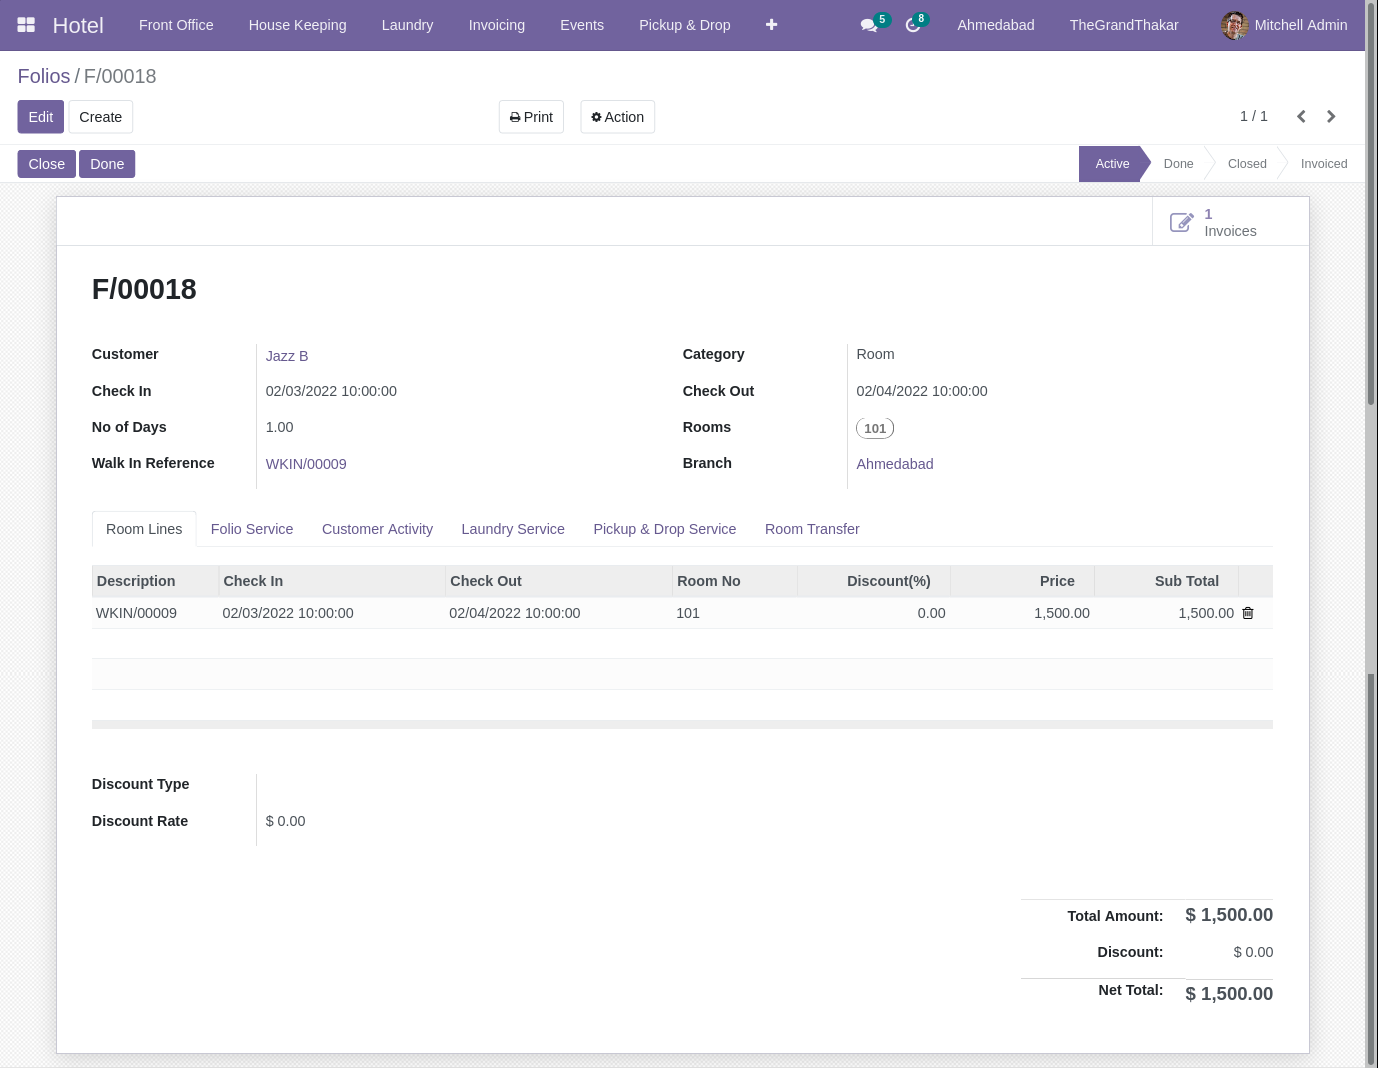 Hotel Front Office House Keeping Laundry Invoicing Events Pickup & Drop 5 8 Ahmedabad TheGrandThakar Mitchell Admin
Folios / F/00018
Edit Create Print Action 1 / 1
Close Done Active Done Closed Invoiced
1
Invoices
F/00018
Customer Jazz B Category Room
Check In 02/03/2022 10:00:00 Check Out 02/04/2022 10:00:00
No of Days 1.00 Rooms 101
Walk In Reference WKIN/00009 Branch Ahmedabad
Room Lines Folio Service Customer Activity Laundry Service Pickup & Drop Service Room Transfer
Description Check In Check Out Room No Discount(%) Price Sub Total
WKIN/00009 02/03/2022 10:00:00 02/04/2022 10:00:00 101 0.00 1,500.00 1,500.00
Discount Type
Discount Rate $ 0.00
Total Amount: $ 1,500.00
Discount: $ 0.00
Net Total: $ 1,500.00